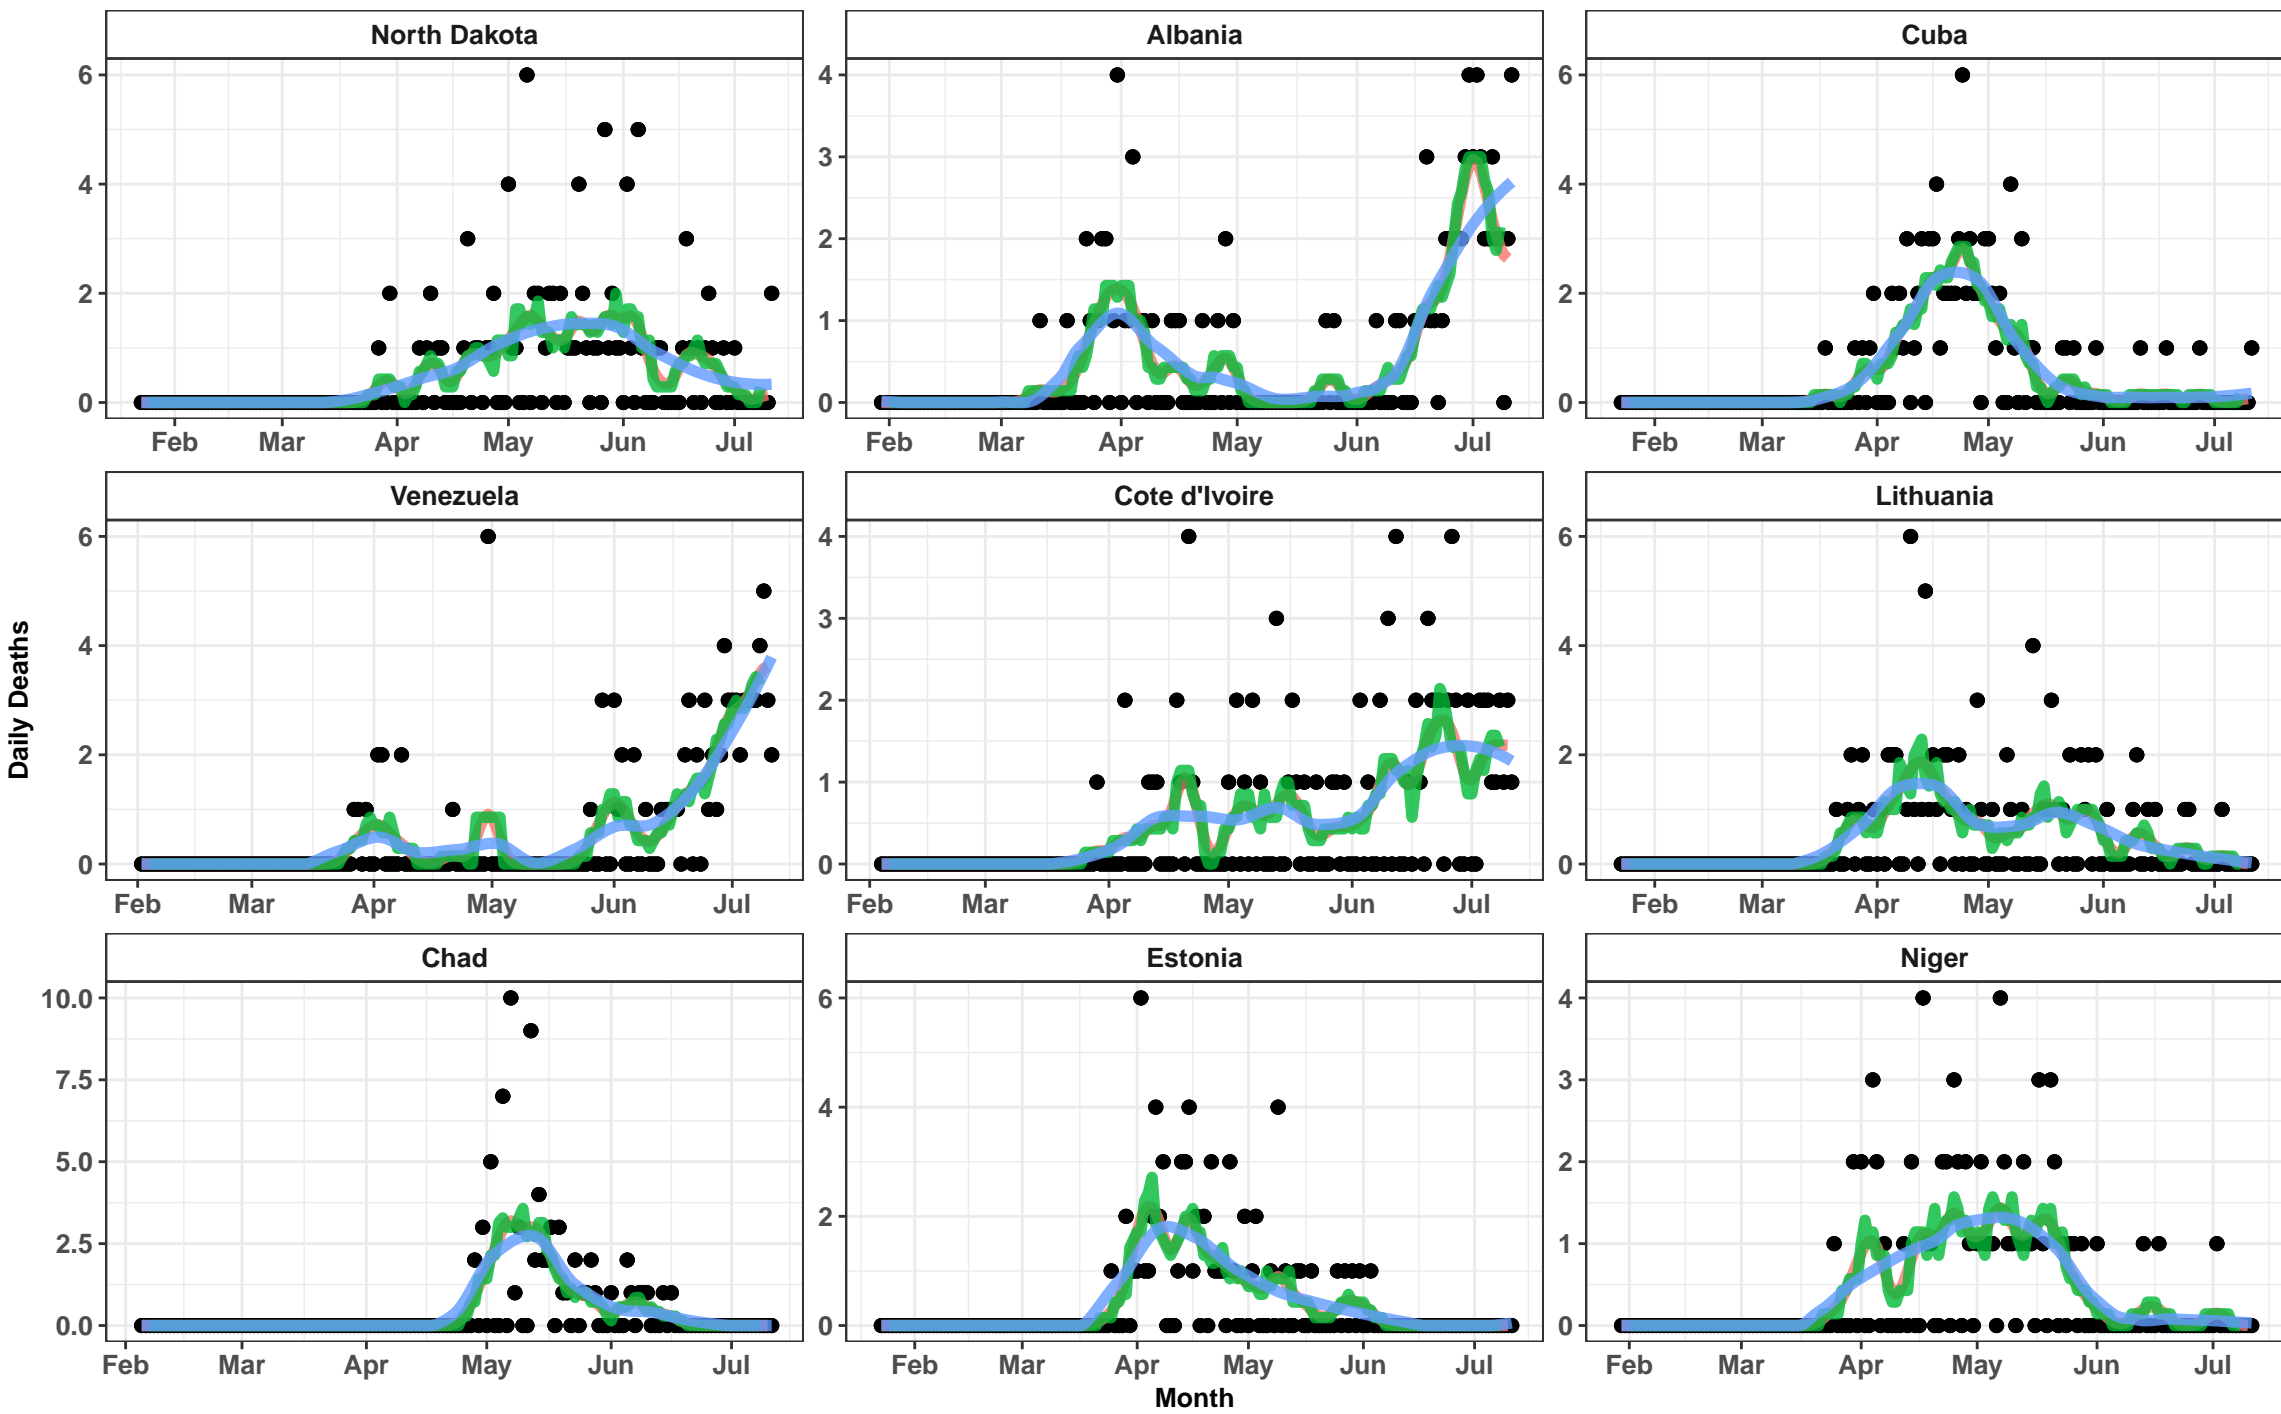 North Dakota Albania Cuba
6 4 6
4 3 4
2 2 2
0 1 0
0
Feb Mar Apr May Jun Jul Feb Mar Apr May Jun Jul Feb Mar Apr May Jun Jul
Venezuela Cote d'Ivoire Lithuania
6 4 6
4 3 4
2 2 2
0 1 0
0
Feb Mar Apr May Jun Jul Feb Mar Apr May Jun Jul Feb Mar Apr May Jun Jul
Daily Deaths
Chad Estonia Niger
10.0 6 4
7.5 4 3
5.0 2 2
2.5 0 1
0.0 0
Feb Mar Apr May Jun Jul Feb Mar Apr May Jun Jul Feb Mar Apr May Jun Jul
Month